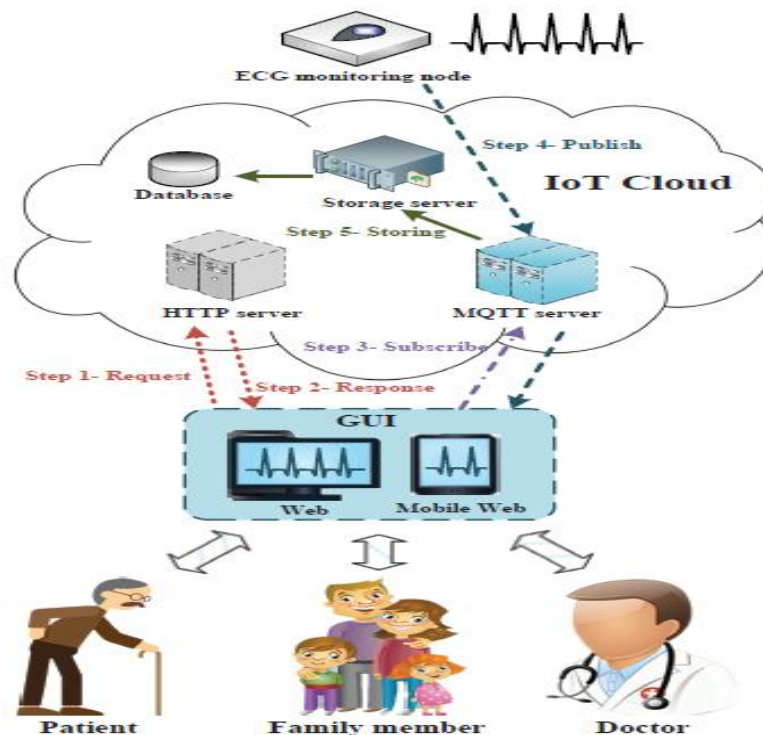 ECG monitoring node
Step 4- Publish
IoT Cloud
Database
Storage server
Step 5- Storing
HTTP server
MQTT server
Step 3- Subscribe
Step 1- Request
Step 2- Response
GUI
Web
Mobile Web
Patient
Family member
Doctor